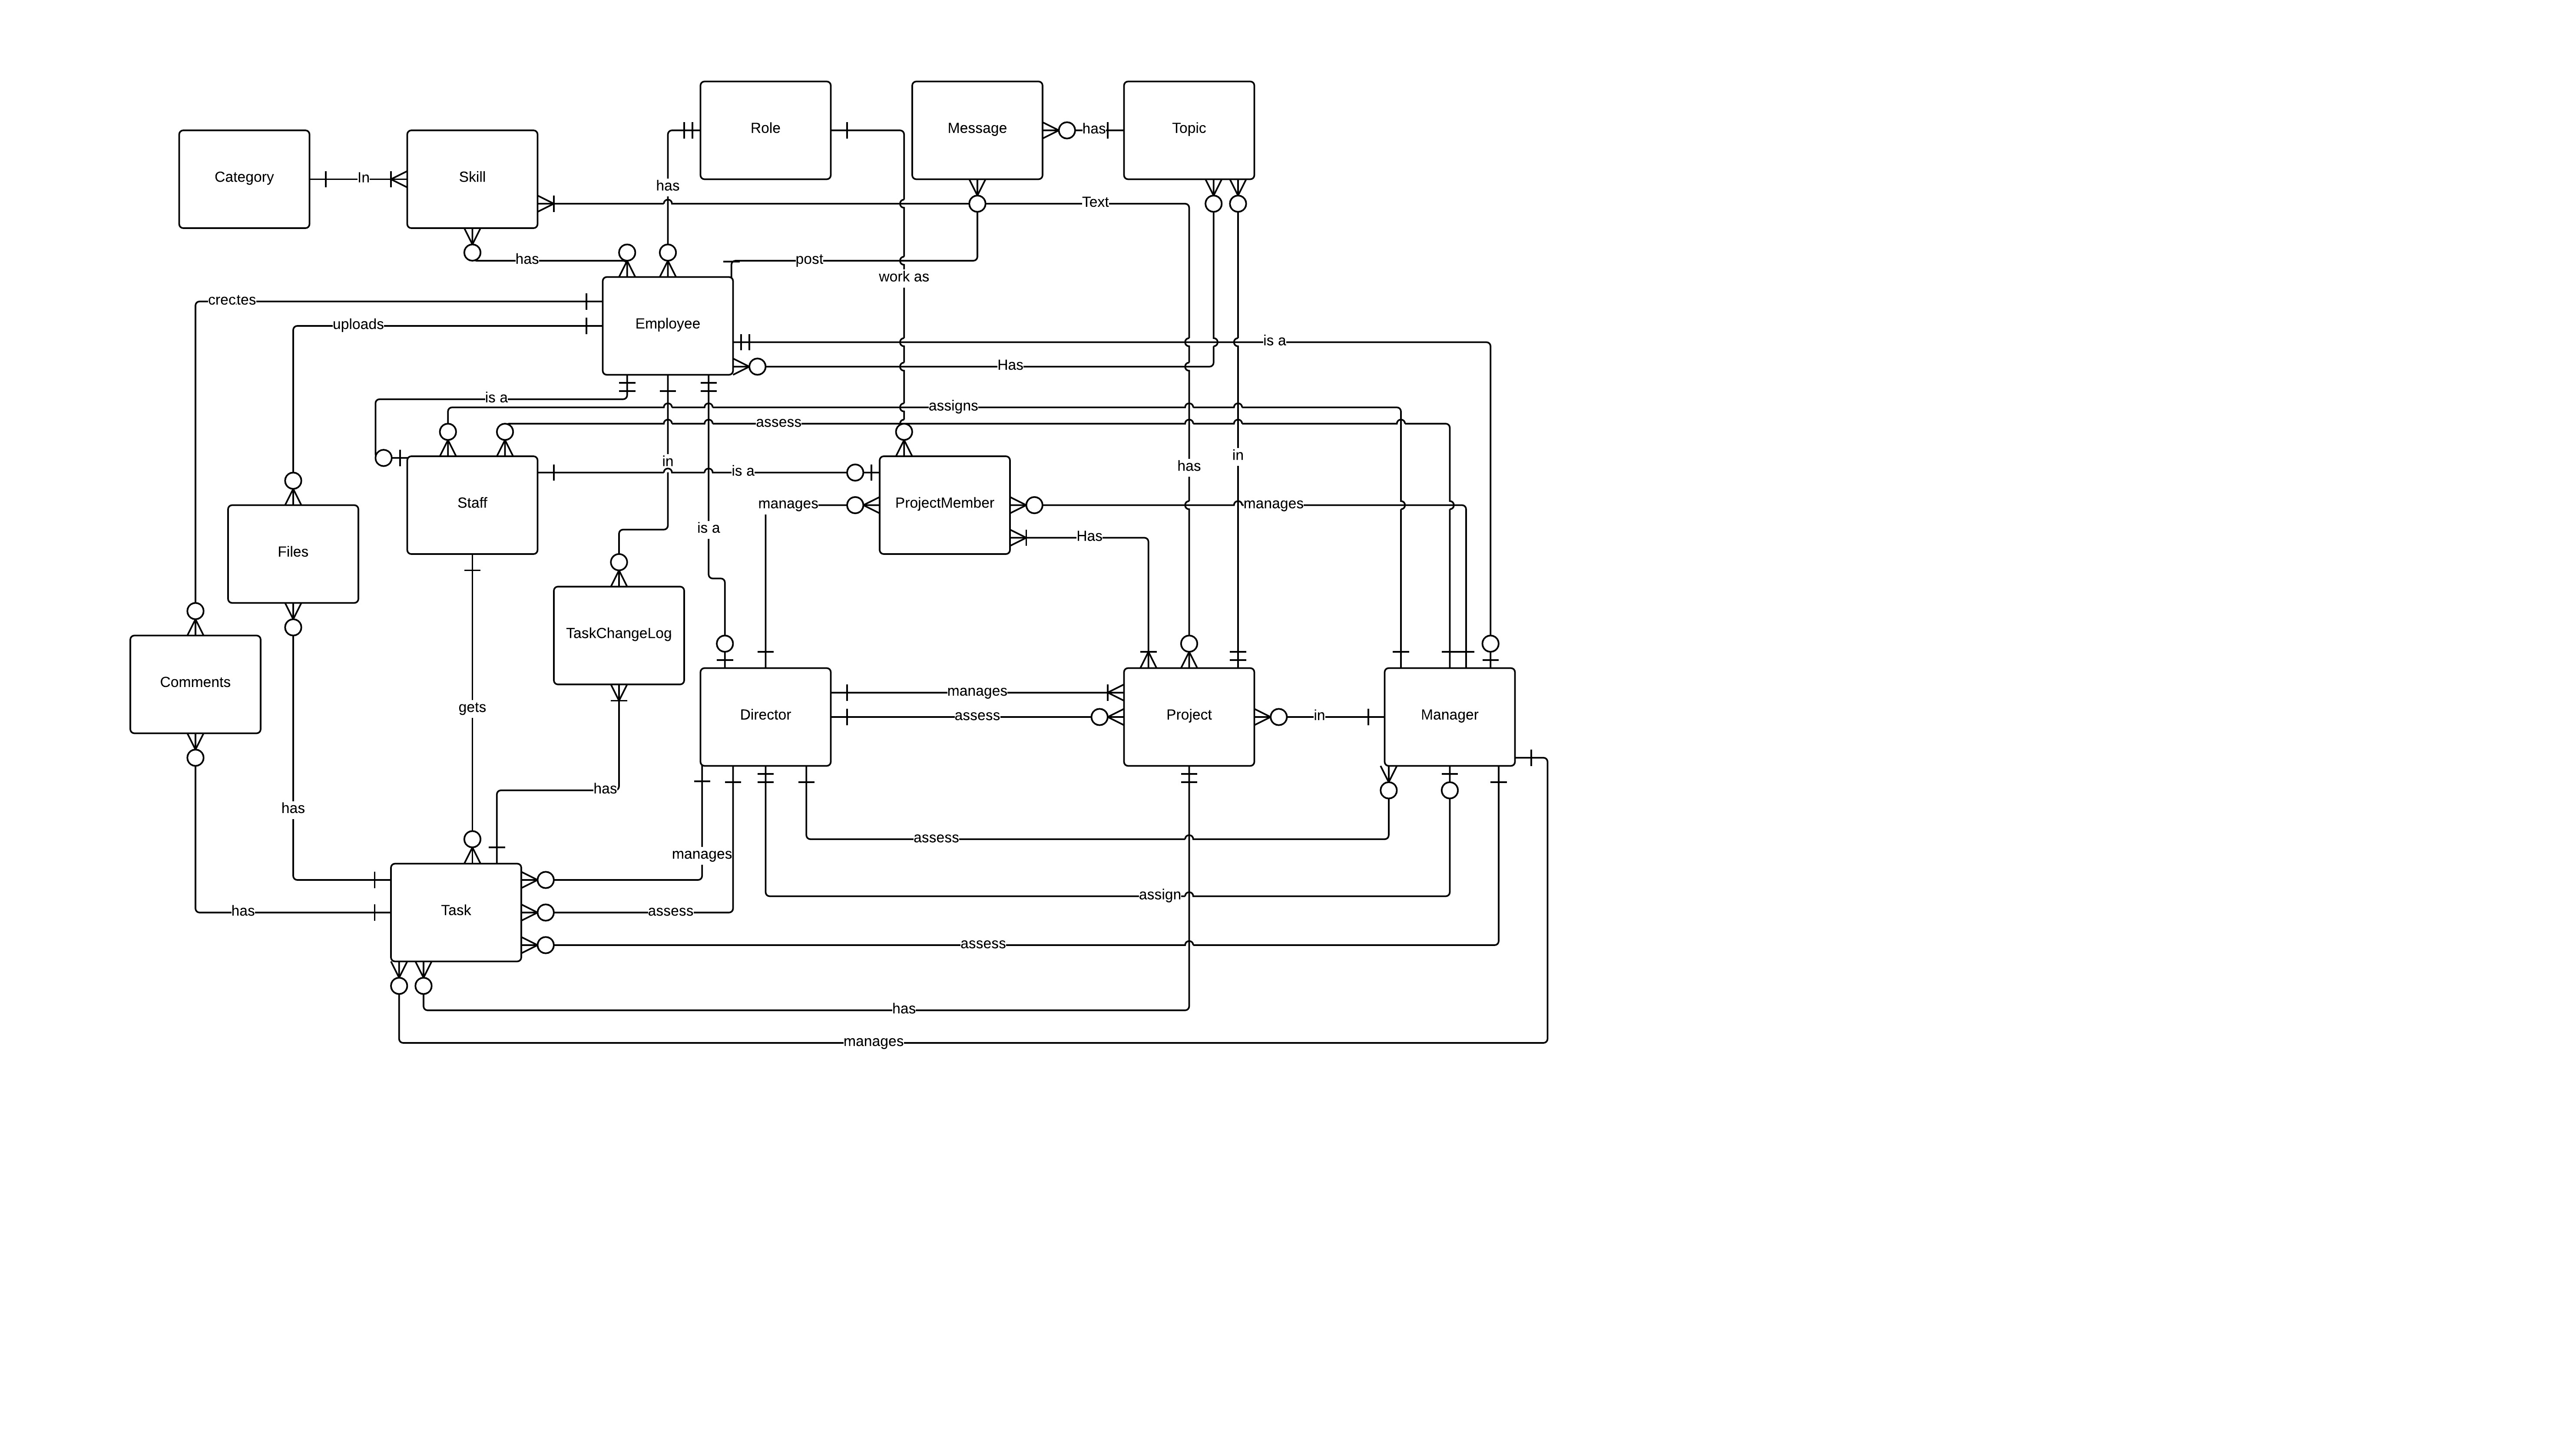 Role
Message
has
Topic
Category
In
Skill
has
Text
has
post
work as
crectes
Employee
uploads
is a
Has
is a
assigns
assess
in
is a
has
in
Staff
manages
ProjectMember
manages
is a
Has
Files
TaskChangeLog
Comments
manages
gets
Director
assess
Project
in
Manager
has
has
assess
manages
assign
has
Task
assess
assess
has
manages